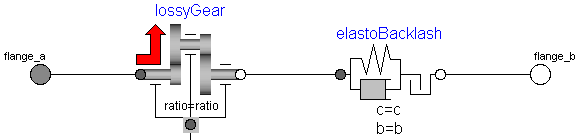 lossyGear
elastoBacklash
flange_a
flange_b
ratio=ratio
c=c
b=b